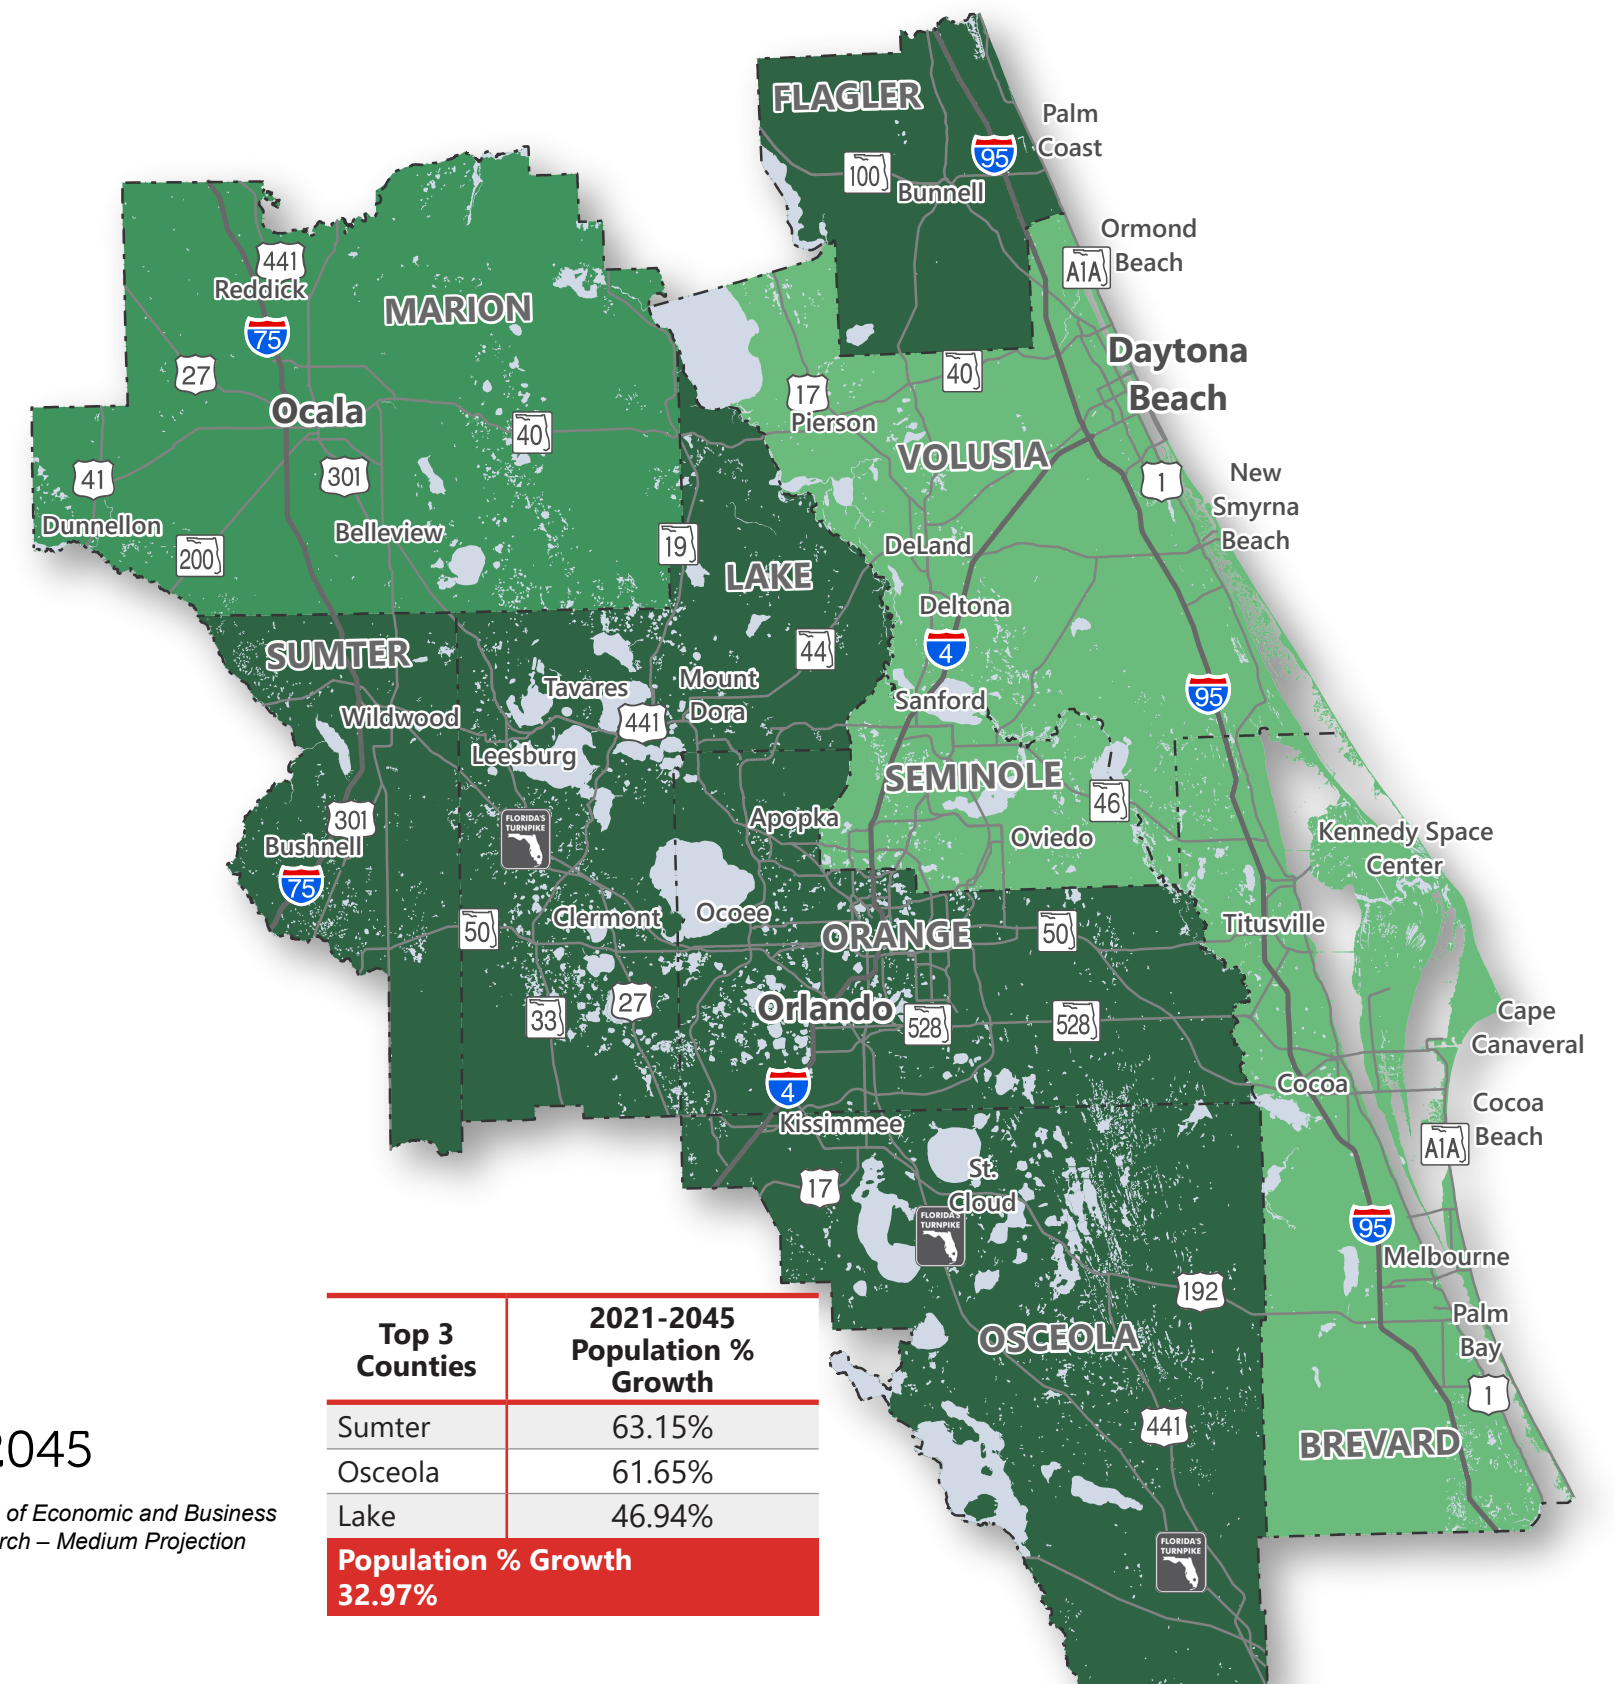 FLAGLER
Palm
Coast
95
100
Bunnell
Ormond
Beach
A1A
441
Reddick
MARION
75
27
Daytona
Beach
40
17
Pierson
Ocala
40
VOLUSIA
41
301
1
New
Smyrna
Beach
Dunnellon
200
Belleview
19
DeLand
LAKE
Deltona
44
4
SUMTER
Tavares
Mount
Dora
Sanford
95
Wildwood
441
Leesburg
SEMINOLE
46
301
FLORIDA'S
TURNPIKE
Apopka
Oviedo
Kennedy Space
Center
Bushnell
75
Clermont
Ocoee
50
ORANGE
50
Titusville
33
27
Orlando
528
528
Cape
Canaveral
4
Cocoa
Kissimmee
Cocoa
Beach
A1A
17
St.
Cloud
FLORIDA'S
TURNPIKE
95
Melbourne
192
Palm
Bay
OSCEOLA
1
441
BREVARD
FLORIDA'S
TURNPIKE
Top 3
Counties
2021-2045
Population %
Growth
Sumter 63.15%
Osceola 61.65%
Lake 46.94%
Population % Growth
32.97%
2045
of Economic and Business
rch – Medium Projection